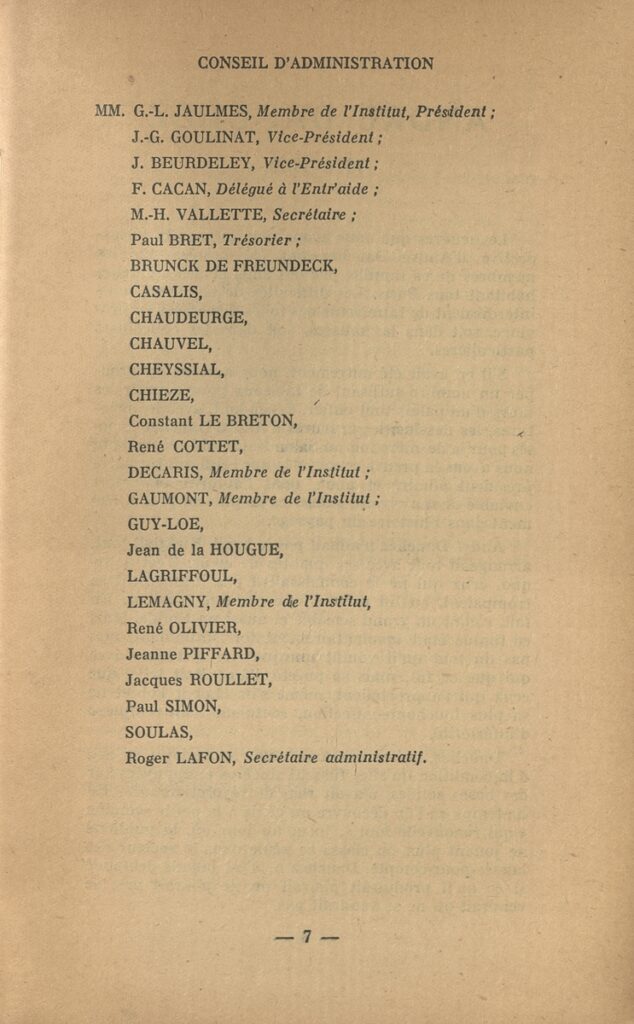 CONSEIL D'ADMINISTRATION
MM. G.-L. JAULMES, Membre de l'Institut, Président ;
J.-G. GOULINAT, Vice-Président ;
J. BEURDELEY, Vice-Président ;
F. CACAN, Délégué à l'Entr'aide ;
M.-H. VALLETTE, Secrétaire ;
Paul BRET, Trésorier ;
BRUNCK DE FREUNDECK,
CASALIS,
CHAUDEURGE,
CHAUVEL,
CHEYSSIAL,
CHIEZE,
Constant LE BRETON,
René COTTET,
DECARIS, Membre de l'Institut ;
GAUMONT, Membre de l'Institut ;
GUY-LOE,
Jean de la HOUGUE,
LAGRIFFOUL,
LEMAGNY, Membre de l'Institut,
René OLIVIER,
Jeanne PIFFARD,
Jacques ROULLET,
Paul SIMON,
SOULAS,
Roger LAFON, Secrétaire administratif.
— 7 —